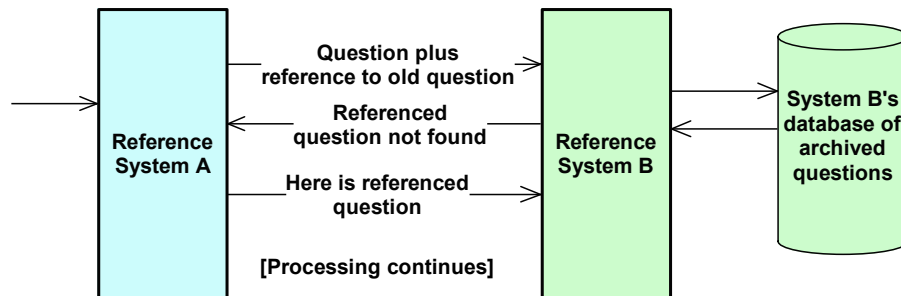 Question plus
reference to old question
Referenced
question not found
Here is referenced
question
[Processing continues]
Reference
System A
Reference
System B
System B's
database of
archived
questions